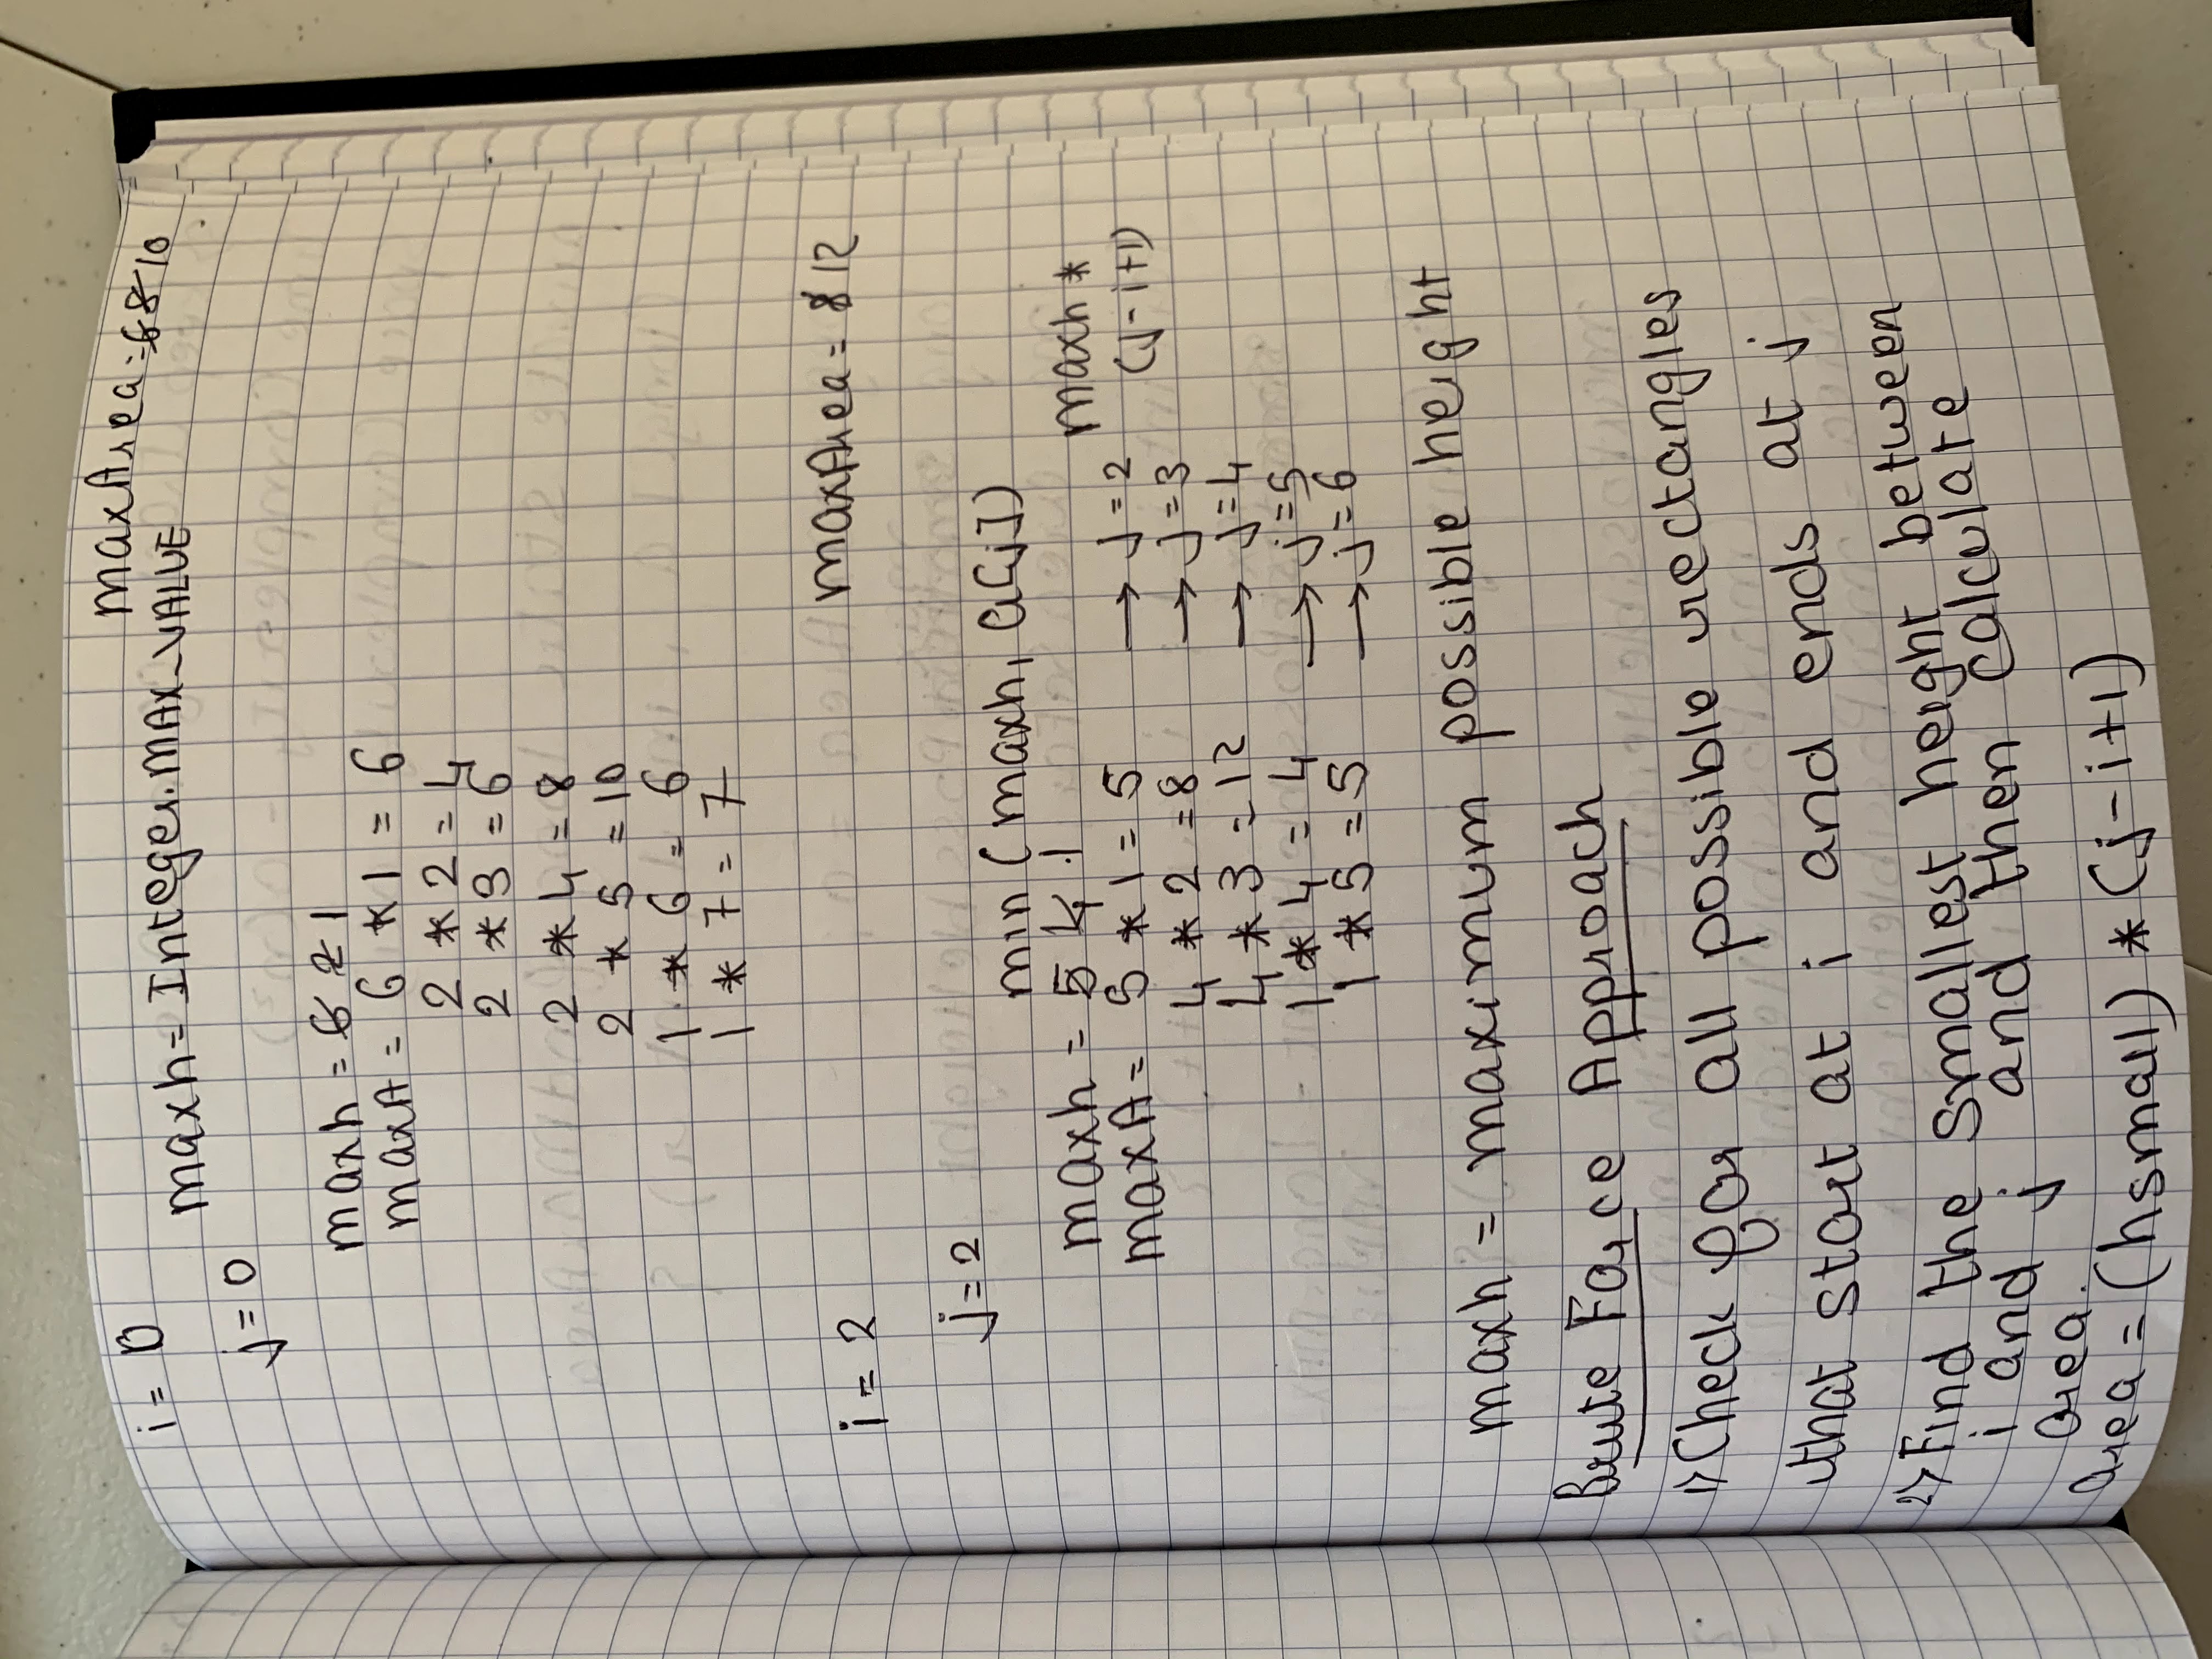 maxArea = 6 8 10
i = 0
maxh = Integer.MAX_VALUE
j = 0
maxh = 6 2 1
maxA = 6 * 1 = 6
2 * 2 = 4
2 * 3 = 6
2 * 4 = 8
2 * 5 = 10
1 * 6 = 6
1 * 7 = 7
i = 2
maxArea = 8 12
j = 2
min (maxh, a[j])
maxh = 5 4 1
maxh *
(j-i+1)
maxA = 5 * 1 = 5 → j = 2
4 * 2 = 8 → j = 3
4 * 3 = 12 → j = 4
1 * 4 = 4 → j = 5
1 * 5 = 5 → j = 6
maxh = maximum possible height
Brute Force Approach
1> Check for all possible rectangles
that start at i and ends at j
2> Find the smallest height between
i and j and then calculate
area.
Area = (hsmall) * (j-i+1)